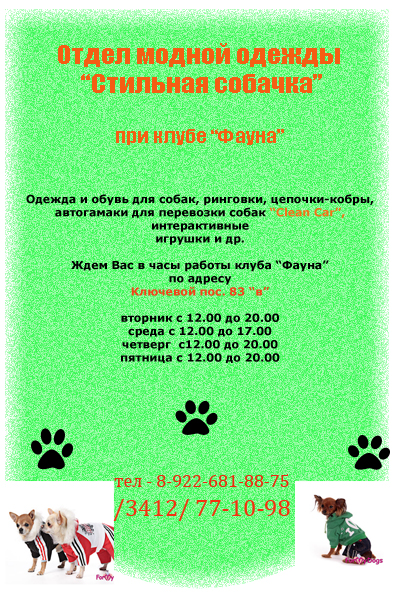 Отдел модной одежды
“Стильная собачка”
при клубе “Фауна”
Одежда и обувь для собак, ринговки, цепочки-кобры,
автогамаки для перевозки собак “Clean Car”,
интерактивные
игрушки и др.
Ждем Вас в часы работы клуба “Фауна”
по адресу
Ключевой пос. 83 “в”
вторник с 12.00 до 20.00
среда с 12.00 до 17.00
четверг с12.00 до 20.00
пятница с 12.00 до 20.00
тел - 8-922-681-88-75
/3412/ 77-10-98